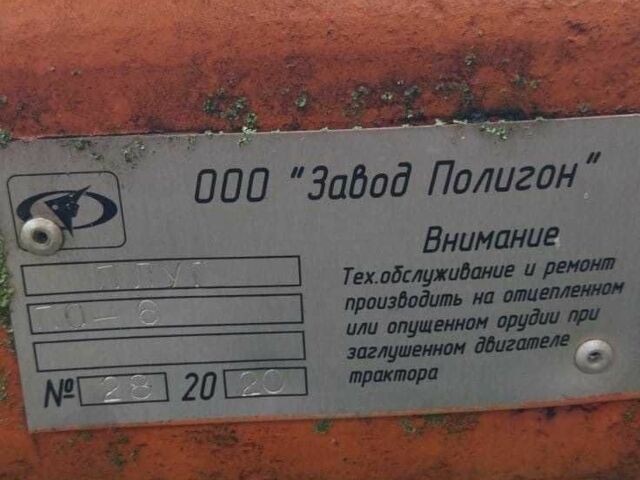 ООО "Завод Полигон"
Внимание
Тех.обслуживание и ремонт
производить на отцепленном
или опущенном орудии при
заглушенном двигателе
трактора
ПЛУГ
№ 28 20 20